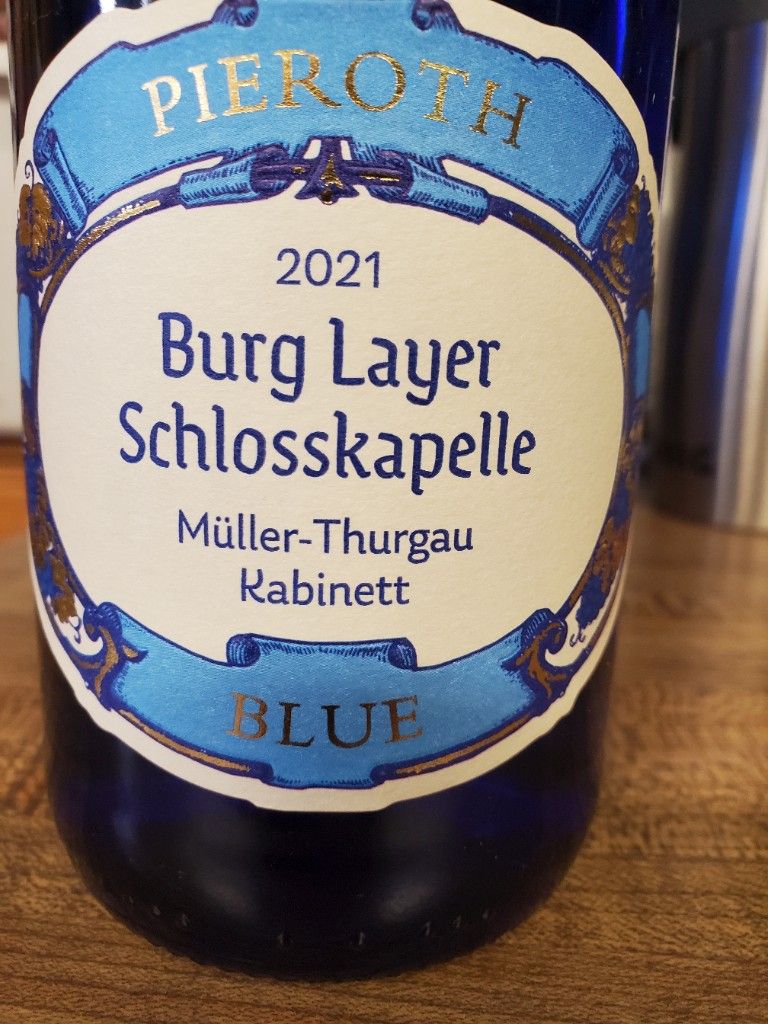 PIEROTH
2021
Burg Layer
Schlosskapelle
Müller-Thurgau
Kabinett
BLUE